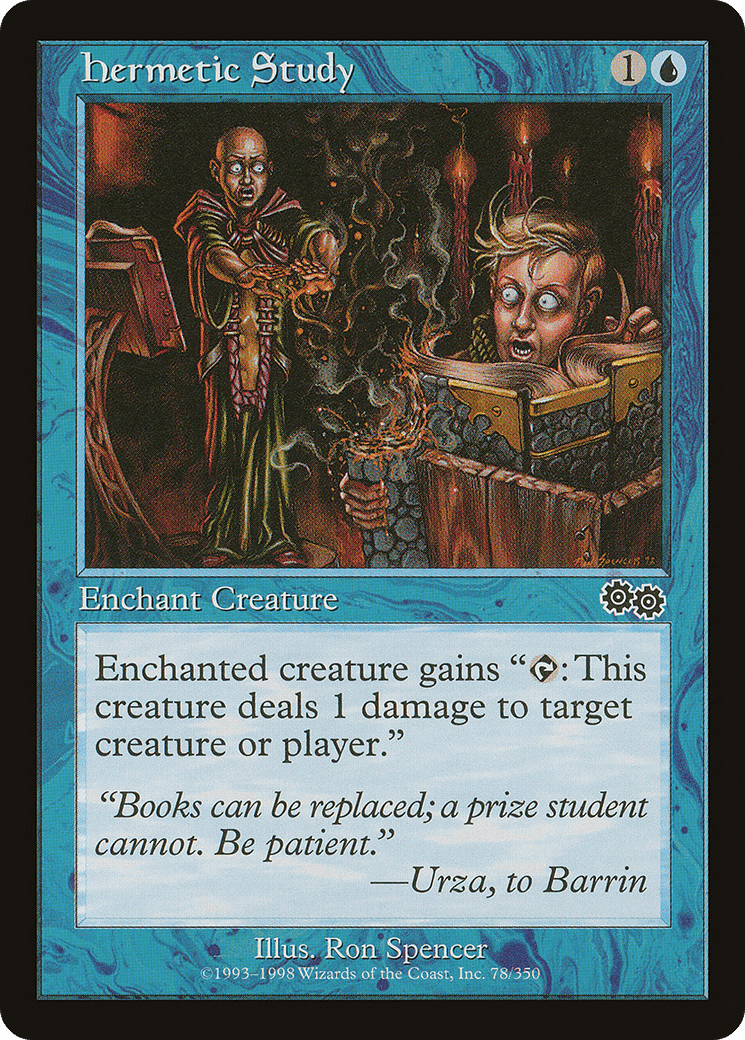 Hermetic Study
1
Enchant Creature
Enchanted creature gains “: This
creature deals 1 damage to target
creature or player.”
“Books can be replaced; a prize student
cannot. Be patient.”
—Urza, to Barrin
Illus. Ron Spencer
©1993–1998 Wizards of the Coast, Inc. 78/350